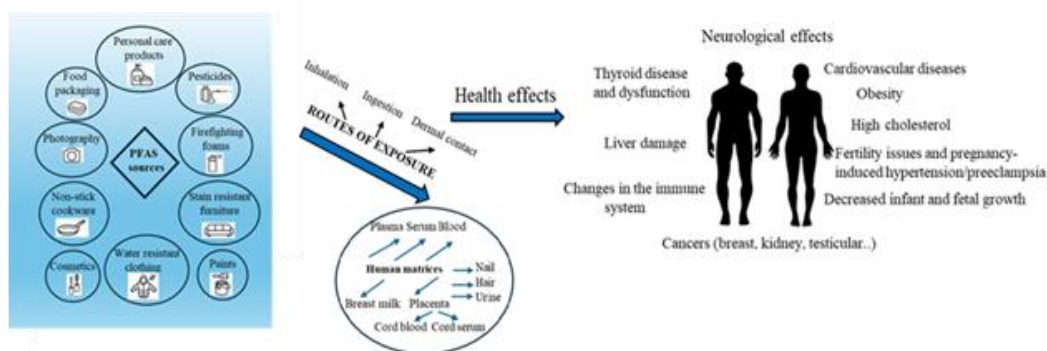 Personal care
products
Food
packaging
Pesticides
Photography
PFAS
sources
Firefighting
foams
Non-stick
cookware
Stain resistant
furniture
Cosmetics
Water resistant
clothing
Paints
Inhalation
Ingestion
Dermal contact
ROUTES OF EXPOSURE
Health effects
Plasma Serum Blood
Human matrices
Nail
Hair
Urine
Breast milk
Placenta
Cord blood
Cord serum
Neurological effects
Thyroid disease
and dysfunction
Liver damage
Changes in the immune
system
Cardiovascular diseases
Obesity
High cholesterol
Fertility issues and pregnancy-
induced hypertension/preeclampsia
Decreased infant and fetal growth
Cancers (breast, kidney, testicular..)